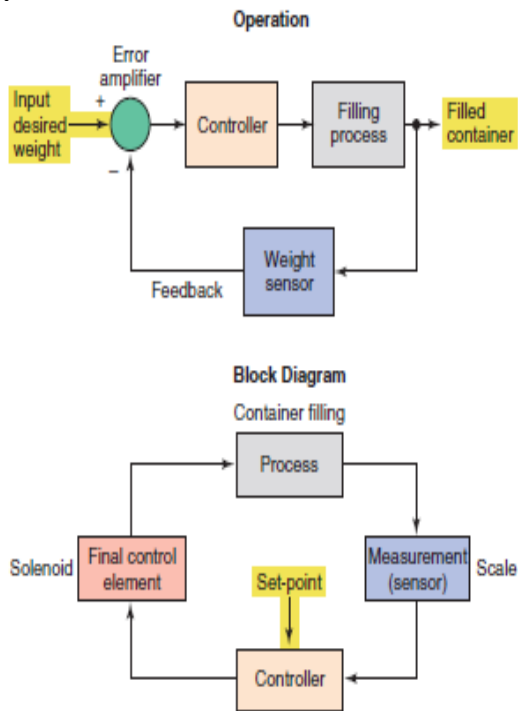 Operation
Error
amplifier
Input
desired
weight
+
−
Controller
Filling
process
Filled
container
Weight
sensor
Feedback
Block Diagram
Container filling
Process
Solenoid
Final control
element
Set-point
Measurement
(sensor)
Scale
Controller